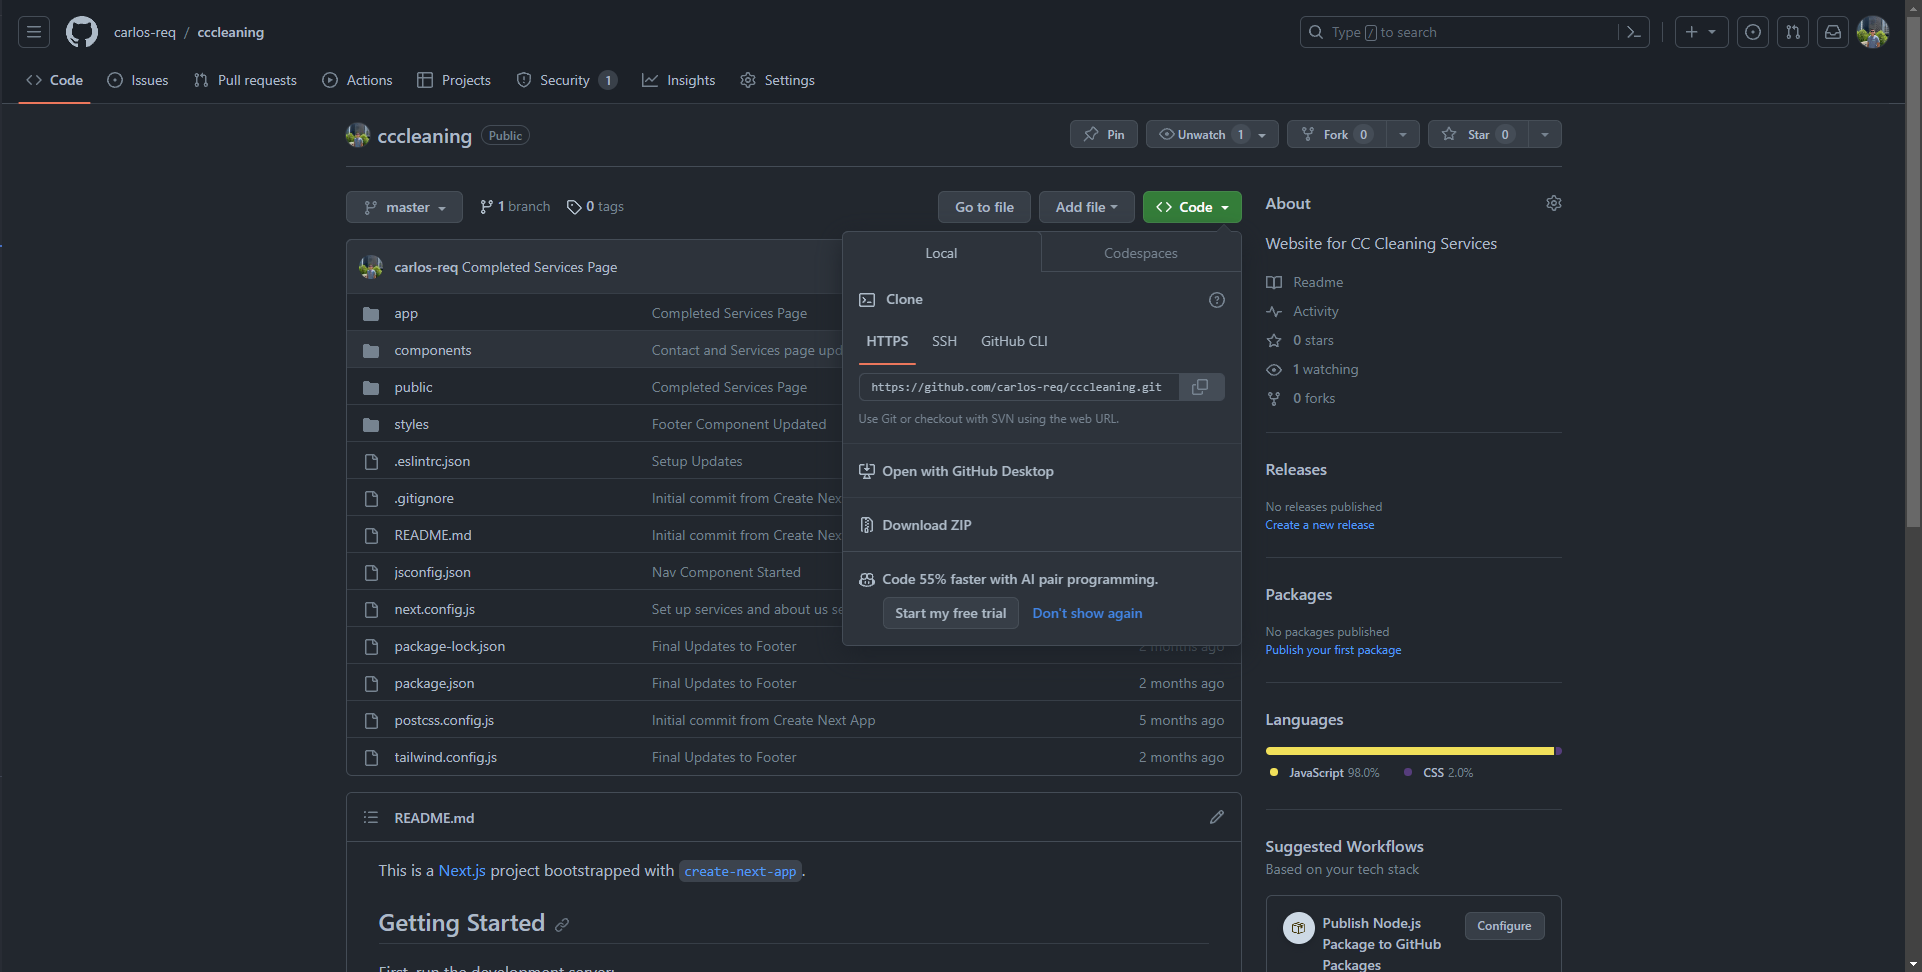 carlos-req / cccleaning
Type / to search
Code
Issues
Pull requests
Actions
Projects
Security 1
Insights
Settings
cccleaning Public
Pin
Unwatch 1
Fork 0
Star 0
master
1 branch
0 tags
Go to file
Add file
Code
carlos-req Completed Services Page
app Completed Services Page
components Contact and Services page upd
public Completed Services Page
styles Footer Component Updated
.eslintrc.json Setup Updates
.gitignore Initial commit from Create Nex
README.md Initial commit from Create Nex
jsconfig.json Nav Component Started
next.config.js Set up services and about us se
package-lock.json Final Updates to Footer 2 months ago
package.json Final Updates to Footer 2 months ago
postcss.config.js Initial commit from Create Next App 5 months ago
tailwind.config.js Final Updates to Footer 2 months ago
Local
Codespaces
Clone
HTTPS SSH GitHub CLI
https://github.com/carlos-req/cccleaning.git
Use Git or checkout with SVN using the web URL.
Open with GitHub Desktop
Download ZIP
Code 55% faster with AI pair programming.
Start my free trial Don't show again
README.md
This is a Next.js project bootstrapped with create-next-app.
Getting Started
First, run the development server:
About
Website for CC Cleaning Services
Readme
Activity
0 stars
1 watching
0 forks
Releases
No releases published
Create a new release
Packages
No packages published
Publish your first package
Languages
JavaScript 98.0% CSS 2.0%
Suggested Workflows
Based on your tech stack
Publish Node.js
Package to GitHub
Packages
Configure